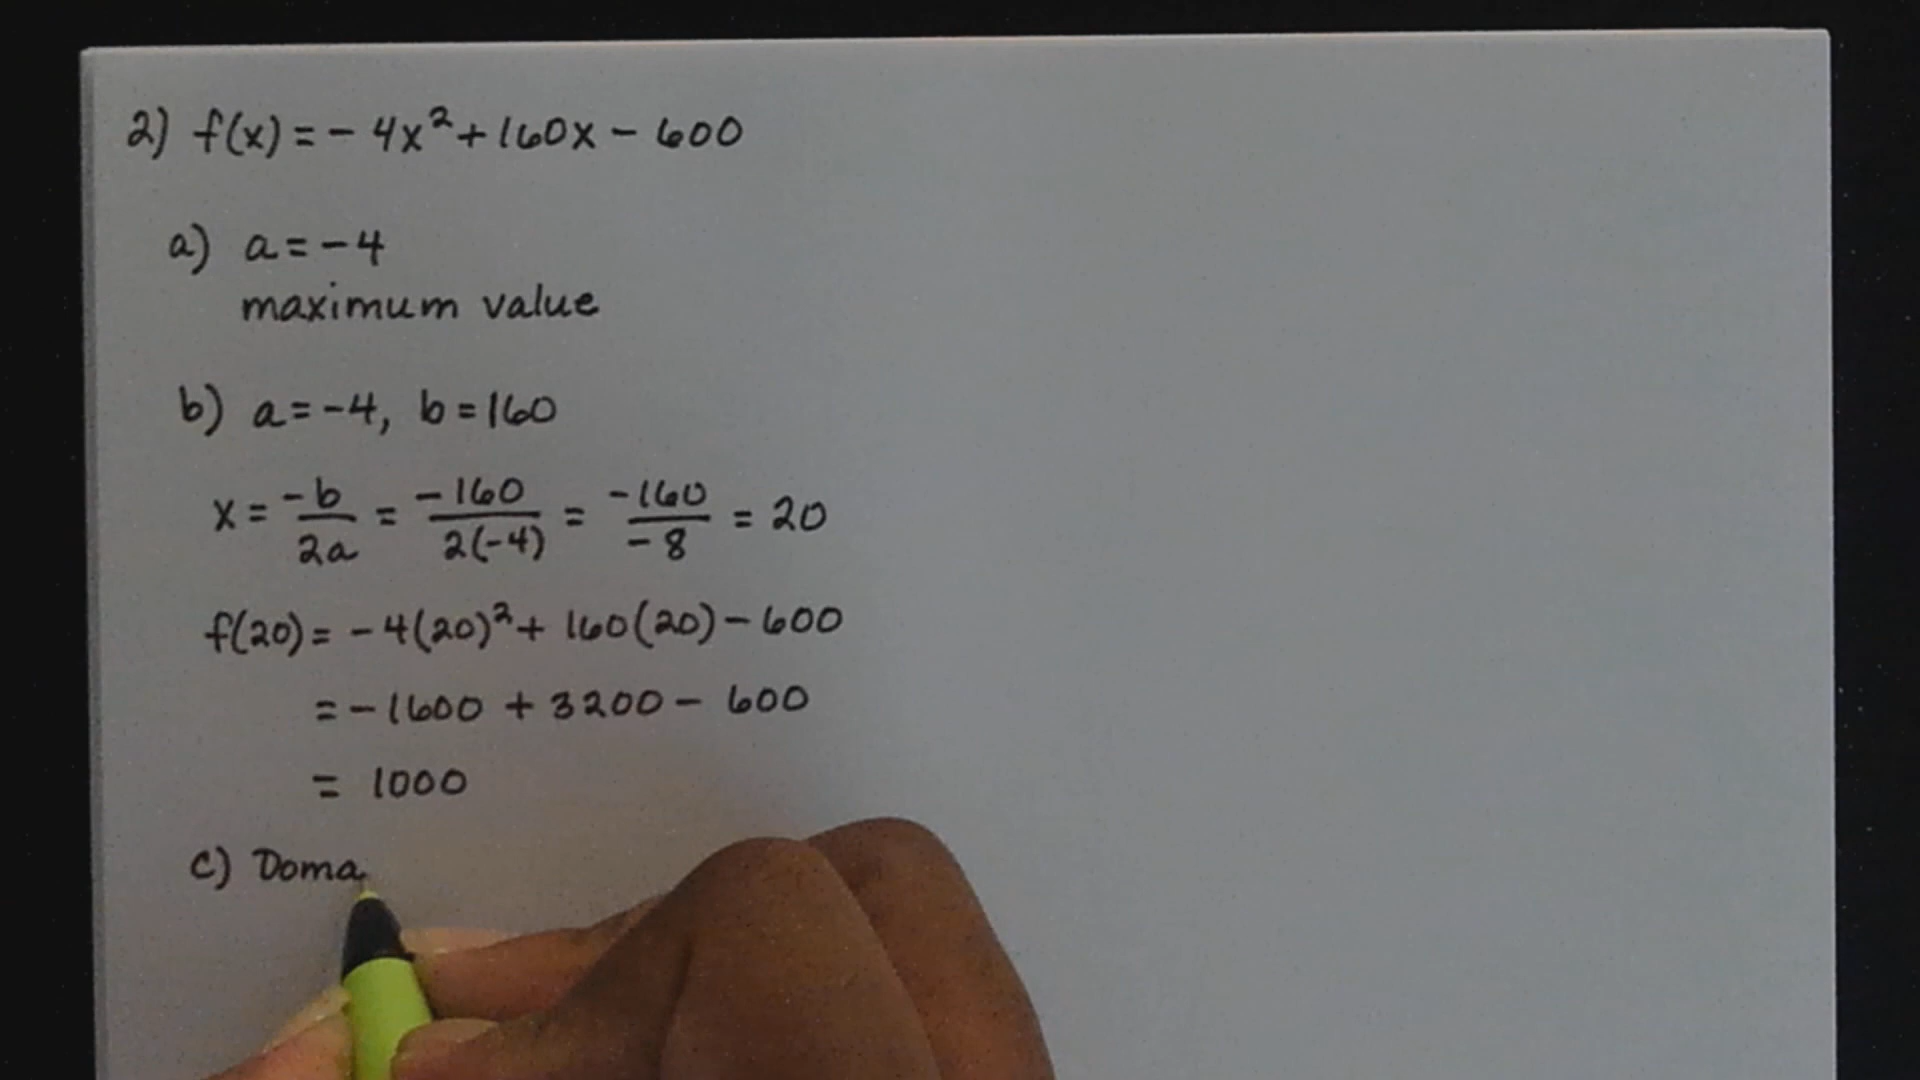 2) f(x) = - 4x² + 160x - 600
a) a = -4
maximum value
b) a = -4, b = 160
x = -b/2a = -160/2(-4) = -160/-8 = 20
f(20) = - 4(20)² + 160(20) - 600
= - 1600 + 3200 - 600
= 1000
c) Doma